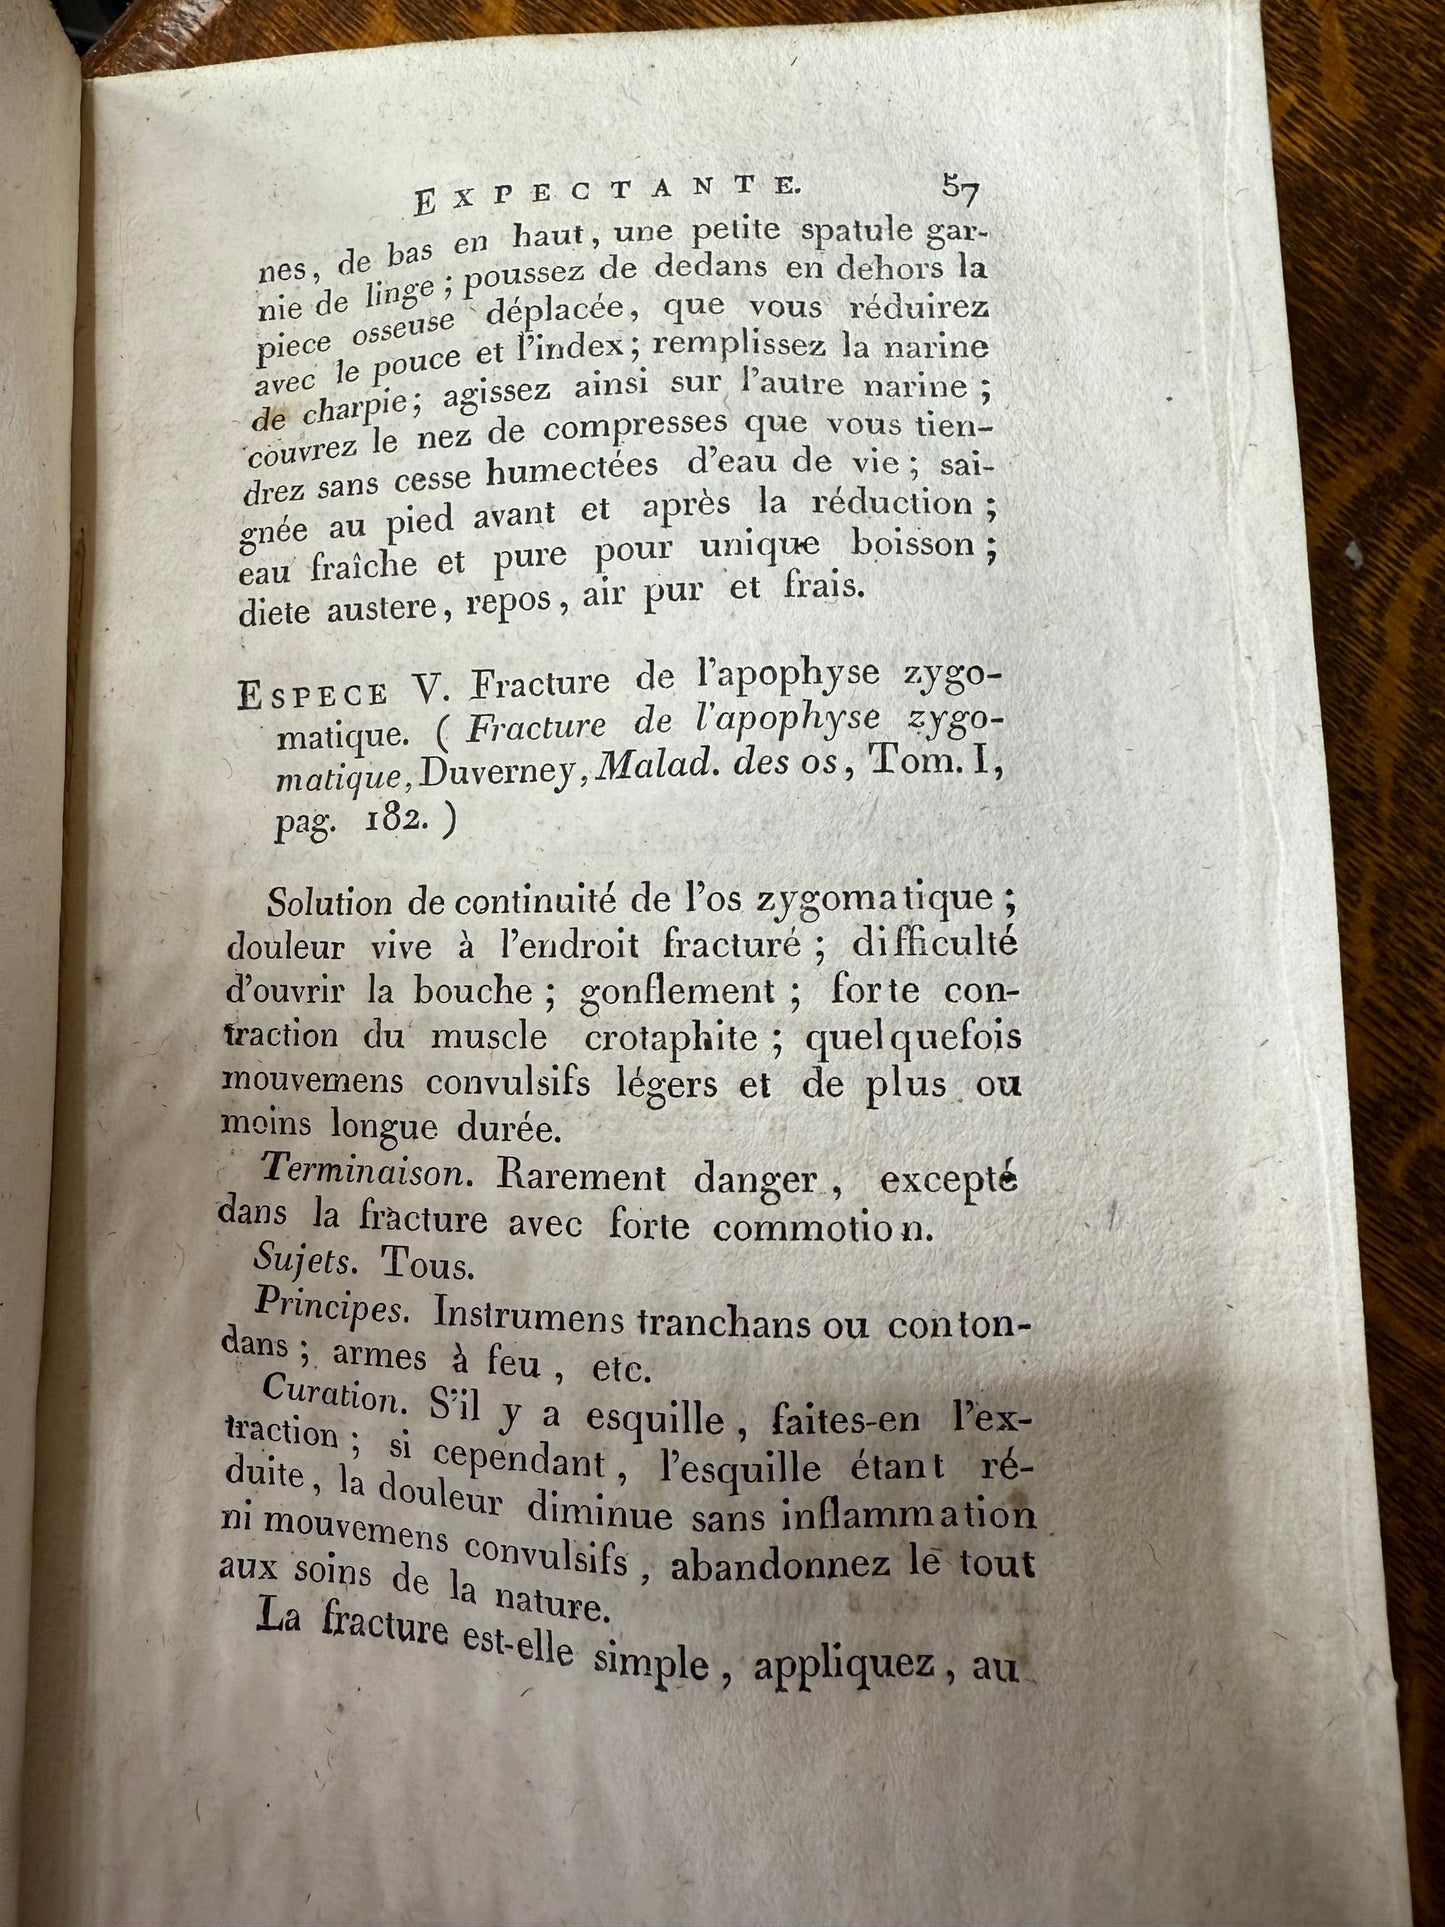 EXPECTANTE. 57
nes, de bas en haut, une petite spatule gar-
nie de linge; poussez de dedans en dehors la
piece osseuse déplacée, que vous réduirez
avec le pouce et l'index; remplissez la narine
de charpie; agissez ainsi sur l'autre narine;
couvrez le nez de compresses que vous tien-
drez sans cesse humectées d'eau de vie; sai-
gnée au pied avant et après la réduction;
eau fraîche et pure pour unique boisson;
diete austere, repos, air pur et frais.
ESPECE V. Fracture de l'apophyse zygo-
matique. (Fracture de l'apophyse zygo-
matique, Duverney, Malad. des os, Tom. I,
pag. 182.)
Solution de continuité de l'os zygomatique;
douleur vive à l'endroit fracturé; difficulté
d'ouvrir la bouche; gonflement; forte con-
traction du muscle crotaphite; quelquefois
mouvemens convulsifs légers et de plus ou
moins longue durée.
Terminaison. Rarement danger, excepté
dans la fracture avec forte commotion.
Sujets. Tous.
Principes. Instrumens tranchans ou conton-
dans; armes à feu, etc.
Curation. S'il y a esquille, faites-en l'ex-
traction; si cependant, l'esquille étant ré-
duite, la douleur diminue sans inflammation
ni mouvemens convulsifs, abandonnez le tout
aux soins de la nature.
La fracture est-elle simple, appliquez, au